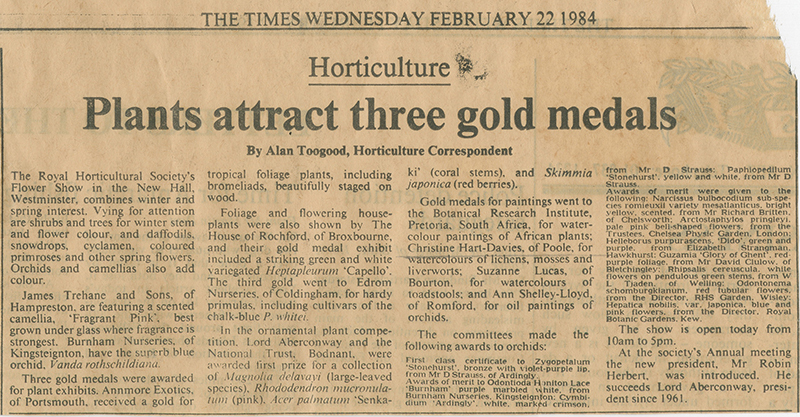 THE TIMES WEDNESDAY FEBRUARY 22 1984
Horticulture
Plants attract three gold medals
By Alan Toogood, Horticulture Correspondent
The Royal Horticultural Society's
Flower Show in the New Hall,
Westminster, combines winter and
spring interest. Vying for attention
are shrubs and trees for winter stem
and flower colour, and daffodils,
snowdrops, cyclamen, coloured
primroses and other spring flowers.
Orchids and camellias also add
colour.
James Trehane and Sons, of
Hampreston, are featuring a scented
camellia, 'Fragrant Pink', best
grown under glass where fragrance is
strongest. Burnham Nurseries, of
Kingsteignton, have the superb blue
orchid, Vanda rothschildiana.
Three gold medals were awarded
for plant exhibits. Annmore Exotics,
of Portsmouth, received a gold for
tropical foliage plants, including
bromeliads, beautifully staged on
wood.
Foliage and flowering house-
plants were also shown by The
House of Rochford, of Broxbourne,
and their gold medal exhibit
included a striking green and white
variegated Heptapleurum 'Capello'.
The third gold went to Edrom
Nurseries, of Coldingham, for hardy
primulas, including cultivars of the
chalk-blue P. whitei.
In the ornamental plant compe-
tition, Lord Aberconway and the
National Trust, Bodnant, were
awarded first prize for a collection
of Magnolia delavayi (large-leaved
species), Rhododendron mucronula-
tum (pink), Acer palmatum 'Senka-
ki' (coral stems), and Skimmia
japonica (red berries).
Gold medals for paintings went to
the Botanical Research Institute,
Pretoria, South Africa, for water-
colour paintings of African plants;
Christine Hart-Davies, of Poole, for
watercolours of lichens, mosses and
liverworts; Suzanne Lucas, of
Bourton, for watercolours of
toadstools; and Ann Shelley-Lloyd,
of Romford, for oil paintings of
orchids.
The committees made the
following awards to orchids:
First class certificate to Zygopetalum
'Stonehurst', bronze with violet-purple lip,
from Mr D Strauss, of Ardingly.
Award of merit to Odontioda Haniton Lace
'Burnham' purple marbled white, from
Burnham Nurseries, Kingsteignton; Cymbi-
dium 'Ardingly', white, marked crimson,
from Mr D Strauss; Paphiopedilum
'Stonehurst', yellow and white, from Mr D
Strauss.
Awards of merit were given to the
following: Narcissus bulbocodium sub-spe-
cies romieuxii variety mesatlanticus, bright
yellow, scented, from Mr Richard Britten,
of Chelsworth; Arctostaphylos pringleyi,
pale pink bell-shaped flowers, from the
Trustees, Chelsea Physic Garden, London;
Helleborus purpurascens, 'Dido', green and
purple, from Elizabeth Strangman,
Hawkhurst; Guzamia 'Glory of Ghent', red-
purple foliage, from Mr David Clulow, of
Bletchingley; Rhipsalis cereuscula, white
flowers on pendulous green stems, from W
L Tjaden, of Welling; Odontonema
schomburgkianum, red tubular flowers,
from the Director, RHS Garden, Wisley;
Hepatica nobilis, var. japonica, blue and
pink flowers, from the Director, Royal
Botanic Gardens, Kew.
The show is open today from
10am to 5pm.
At the society's Annual meeting
the new president, Mr Robin
Herbert, was introduced. He
succeeds Lord Aberconway, presi-
dent since 1961.